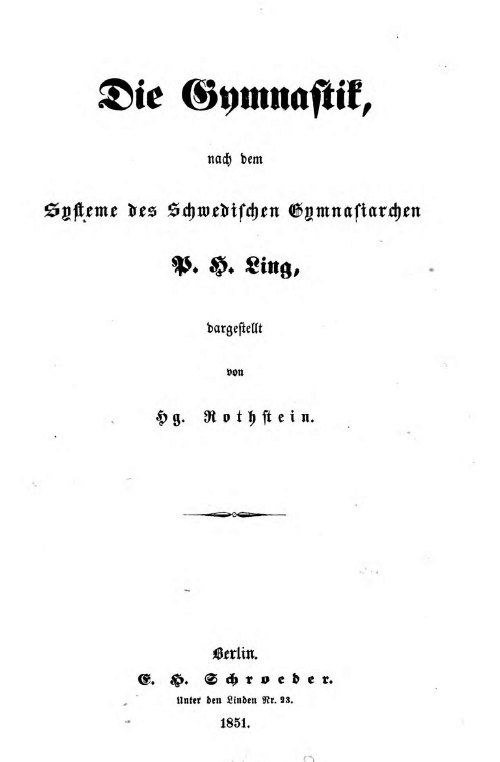 Die Gymnastik,
nach dem
Systeme des Schwedischen Gymnasiarchen
P. H. Ling,
dargestellt
von
Hg. Rothstein.
Berlin.
E. H. Schroeder.
Unter den Linden Nr. 23.
1851.